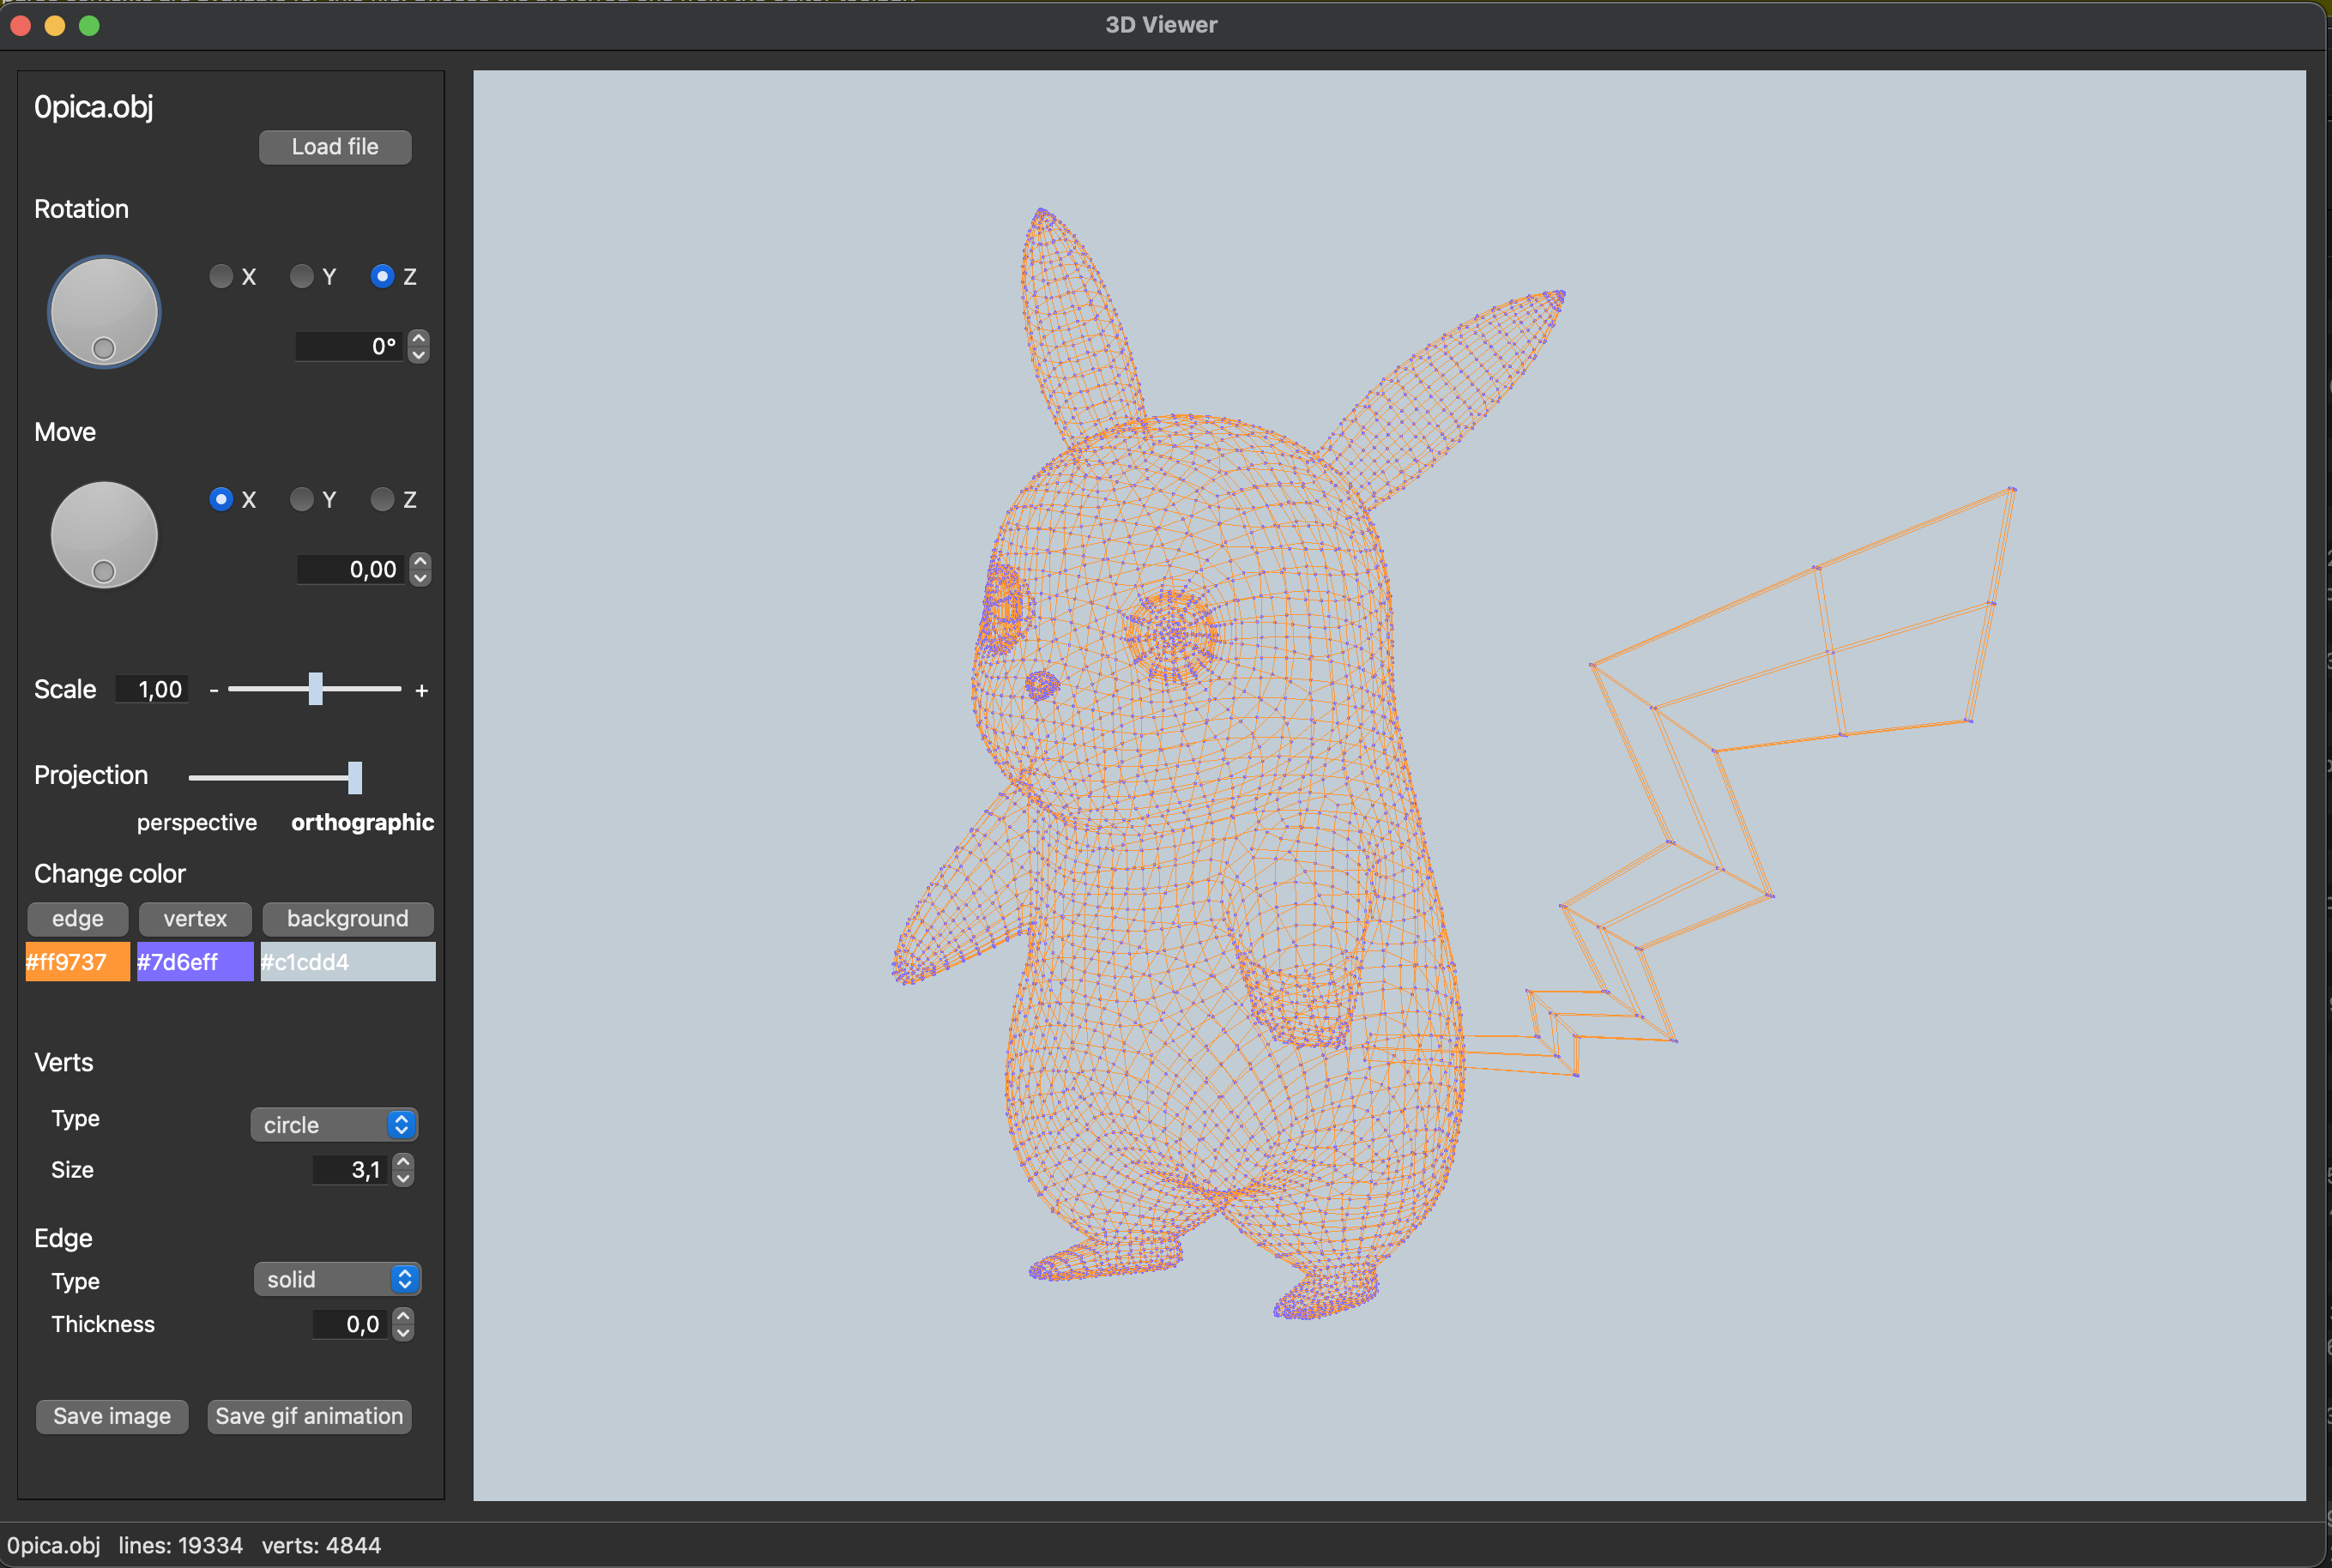 3D Viewer
0pica.obj
Load file
Rotation
X Y Z
0°
Move
X Y Z
0,00
Scale 1,00 - +
Projection
perspective orthographic
Change color
edge vertex background
#ff9737 #7d6eff #c1cdd4
Verts
Type circle
Size 3,1
Edge
Type solid
Thickness 0,0
Save image Save gif animation
0pica.obj lines: 19334 verts: 4844